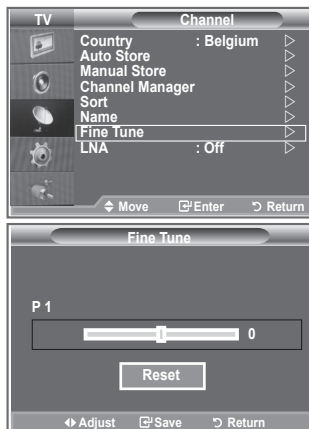 TV Channel
Country : Belgium
Auto Store
Manual Store
Channel Manager
Sort
Name
Fine Tune
LNA : Off
Move Enter Return
Fine Tune
P 1
0
Reset
Adjust Save Return